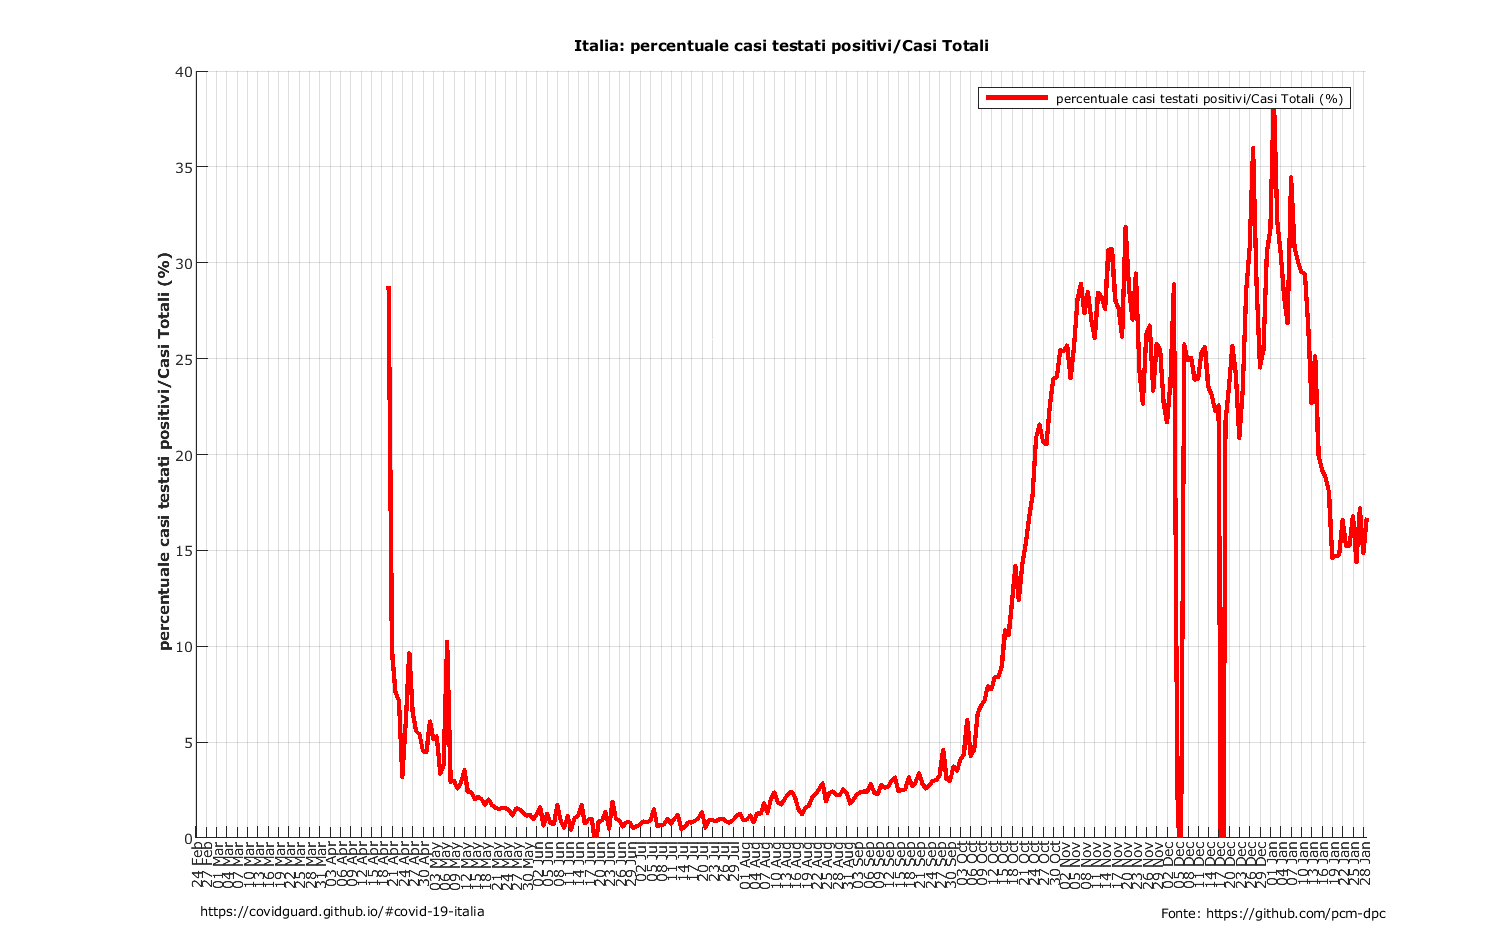 Italia: percentuale casi testati positivi/Casi Totali
percentuale casi testati positivi/Casi Totali (%)
percentuale casi testati positivi/Casi Totali (%)
40
35
30
25
20
15
10
5
0
24 Feb
27 Feb
01 Mar
04 Mar
07 Mar
10 Mar
13 Mar
16 Mar
19 Mar
22 Mar
25 Mar
28 Mar
31 Mar
03 Apr
06 Apr
09 Apr
12 Apr
15 Apr
18 Apr
21 Apr
24 Apr
27 Apr
30 Apr
03 May
06 May
09 May
12 May
15 May
18 May
21 May
24 May
27 May
30 May
02 Jun
05 Jun
08 Jun
11 Jun
14 Jun
17 Jun
20 Jun
23 Jun
26 Jun
29 Jun
02 Jul
05 Jul
08 Jul
11 Jul
14 Jul
17 Jul
20 Jul
23 Jul
26 Jul
29 Jul
01 Aug
04 Aug
07 Aug
10 Aug
13 Aug
16 Aug
19 Aug
22 Aug
25 Aug
28 Aug
31 Aug
03 Sep
06 Sep
09 Sep
12 Sep
15 Sep
18 Sep
21 Sep
24 Sep
27 Sep
30 Sep
03 Oct
06 Oct
09 Oct
12 Oct
15 Oct
18 Oct
21 Oct
24 Oct
27 Oct
30 Oct
02 Nov
05 Nov
08 Nov
11 Nov
14 Nov
17 Nov
20 Nov
23 Nov
26 Nov
29 Nov
02 Dec
05 Dec
08 Dec
11 Dec
14 Dec
17 Dec
20 Dec
23 Dec
26 Dec
29 Dec
01 Jan
04 Jan
07 Jan
10 Jan
13 Jan
16 Jan
19 Jan
22 Jan
25 Jan
28 Jan
https://covidguard.github.io/#covid-19-italia
Fonte: https://github.com/pcm-dpc